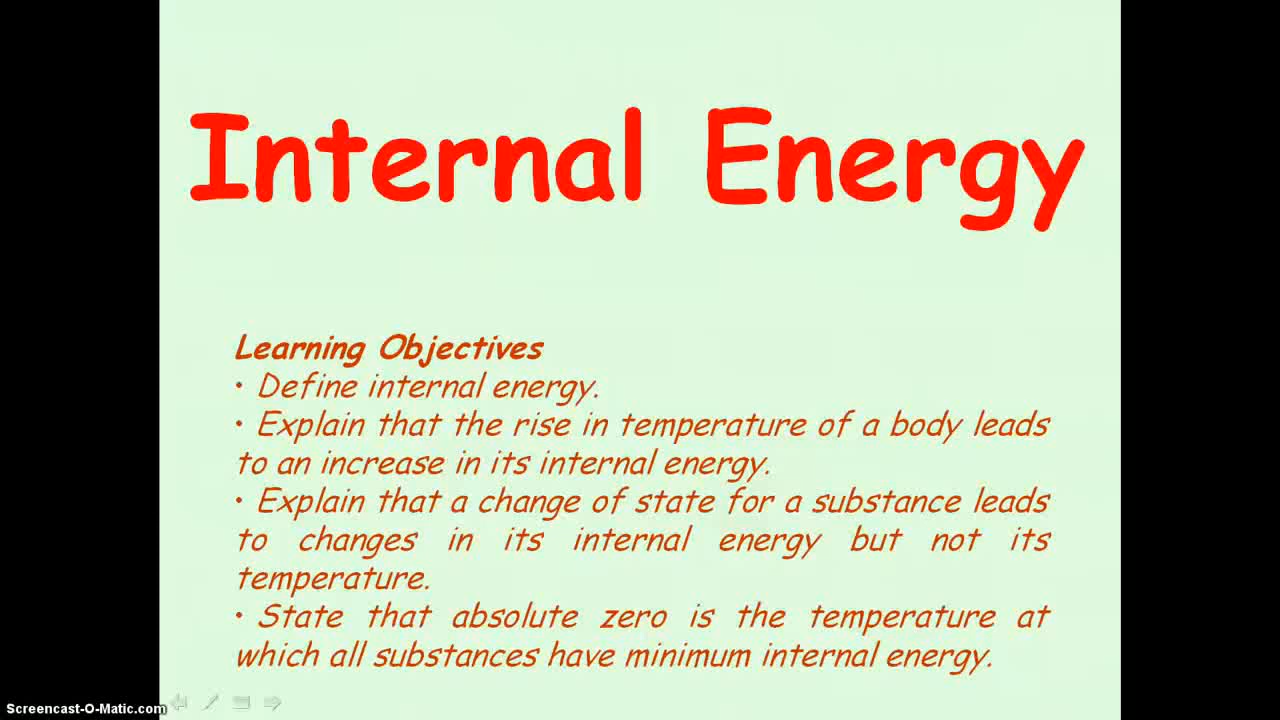 Internal Energy
Learning Objectives
• Define internal energy.
• Explain that the rise in temperature of a body leads
to an increase in its internal energy.
• Explain that a change of state for a substance leads
to changes in its internal energy but not its
temperature.
• State that absolute zero is the temperature at
which all substances have minimum internal energy.
Screencast-O-Matic.com